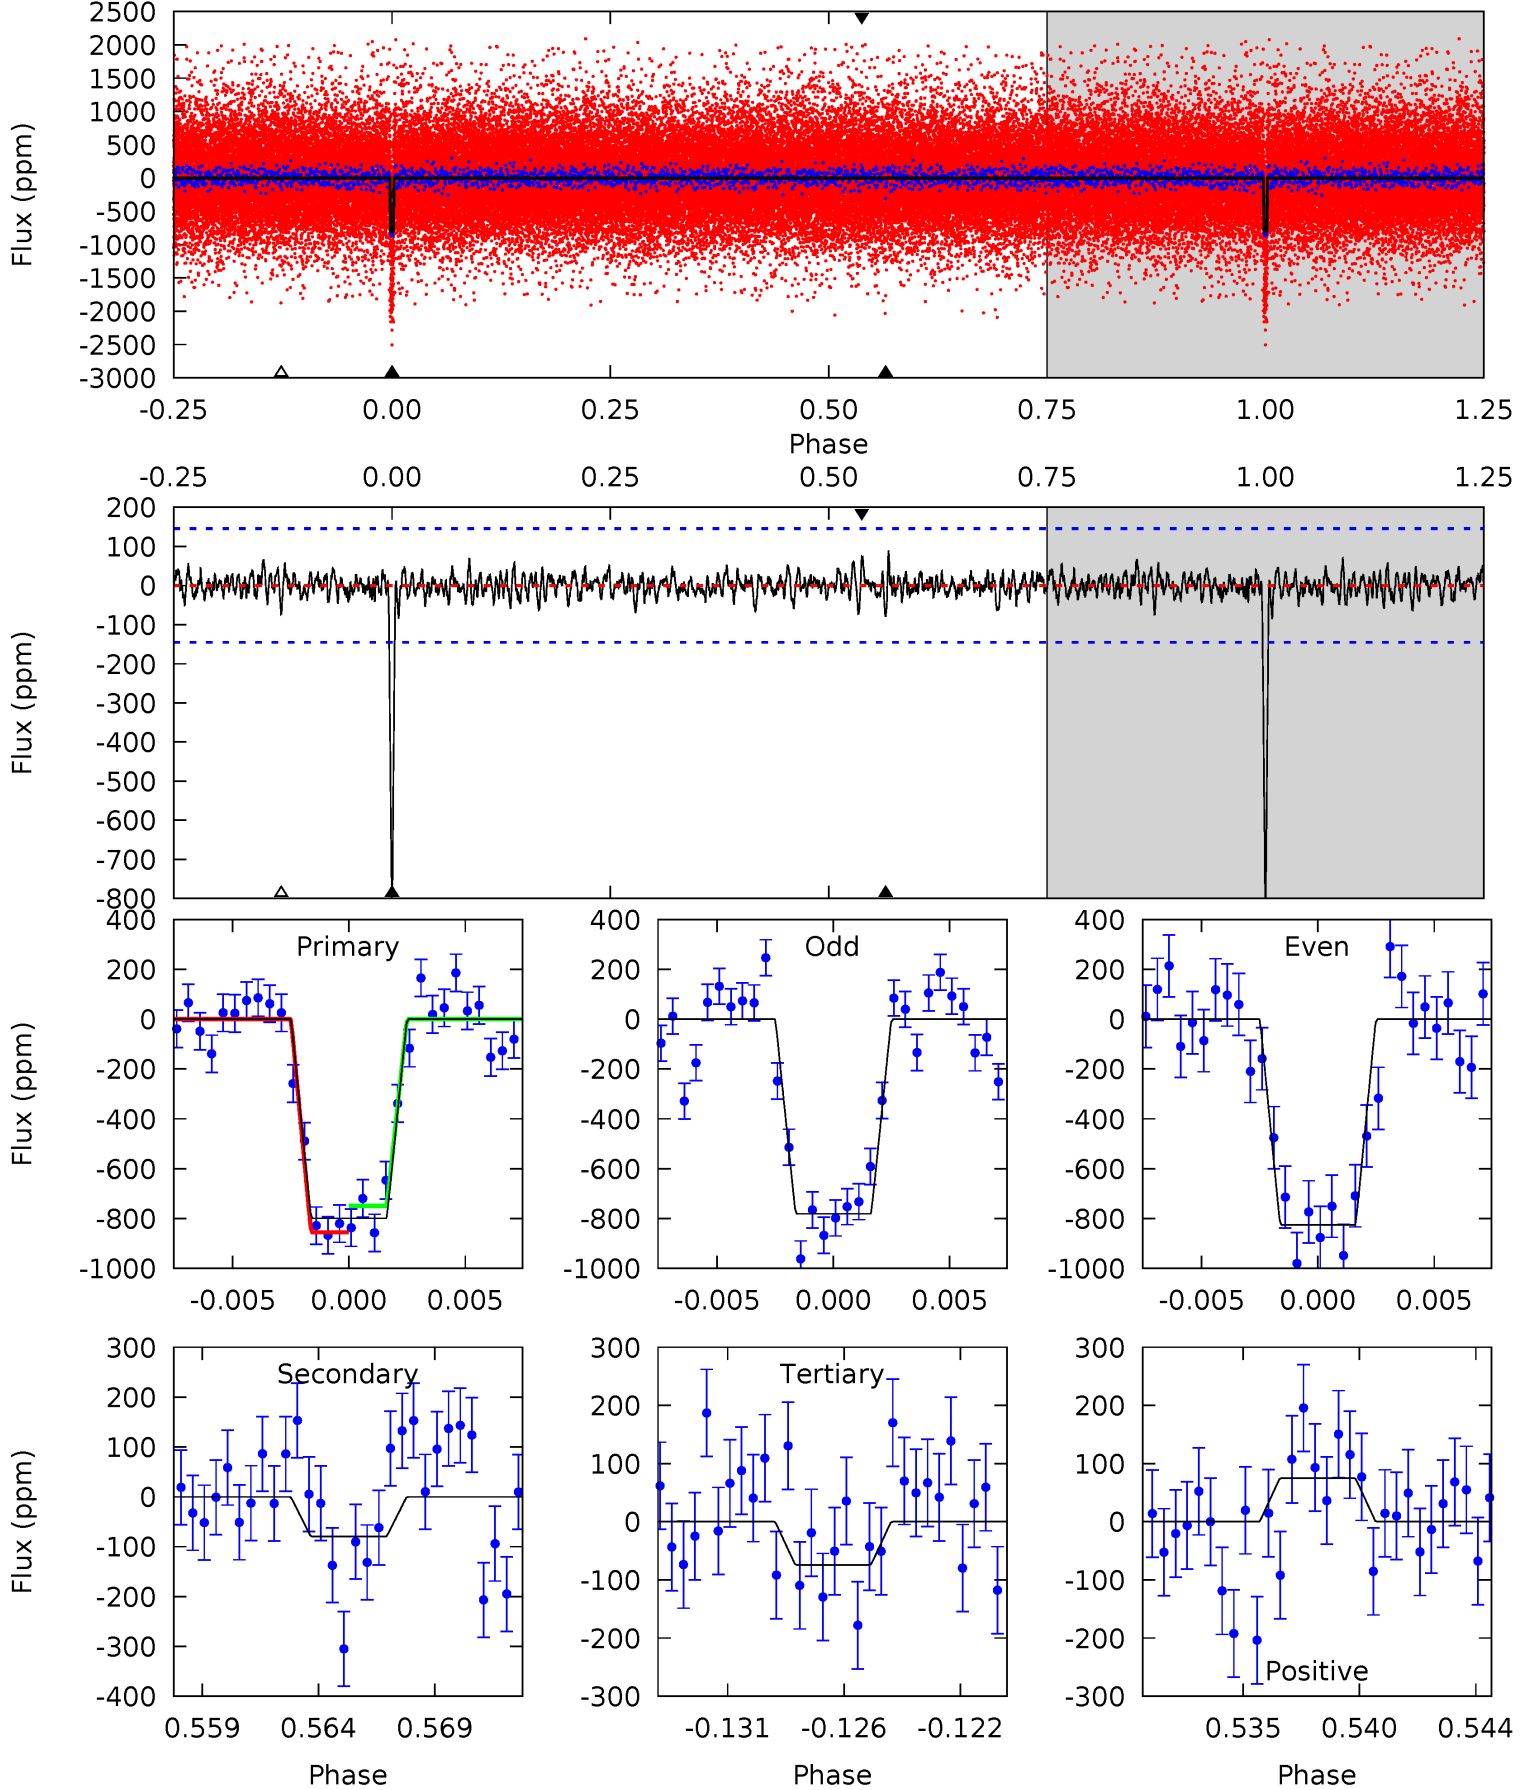 2500
2000
1500
1000
500
0
-500
-1000
-1500
-2000
-2500
-3000
Flux (ppm)
-0.25 0.00 0.25 0.50 0.75 1.00 1.25
Phase
-0.25 0.00 0.25 0.50 0.75 1.00 1.25
200
100
0
-100
-200
-300
-400
-500
-600
-700
-800
Flux (ppm)
Primary Odd Even
400 400 400
200 200 200
0 0 0
-200 -200 -200
-400 -400 -400
-600 -600 -600
-800 -800 -800
-1000 -1000 -1000
Flux (ppm)
-0.005 0.000 0.005 -0.005 0.000 0.005 -0.005 0.000 0.005
Secondary Tertiary Positive
300 300 300
200 200 200
100 100 100
0 0 0
-100 -100 -100
-200 -200 -200
-300 -300 -300
-400
Flux (ppm)
0.559 0.564 0.569 -0.131 -0.126 -0.122 0.535 0.540 0.544
Phase Phase Phase